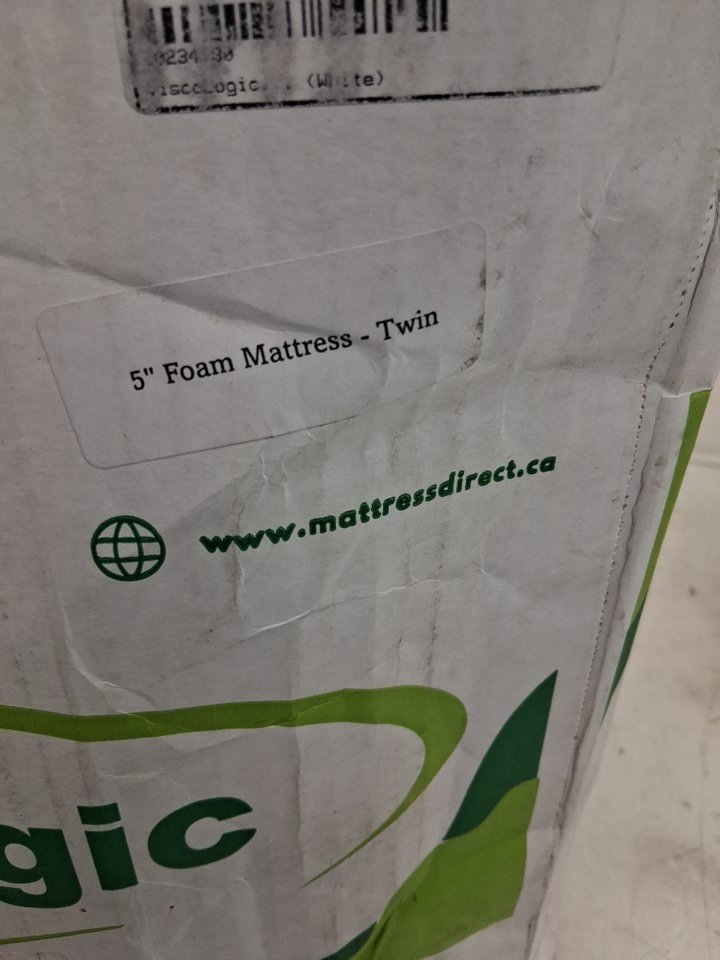 (White)
5" Foam Mattress - Twin
www.mattressdirect.ca
gic